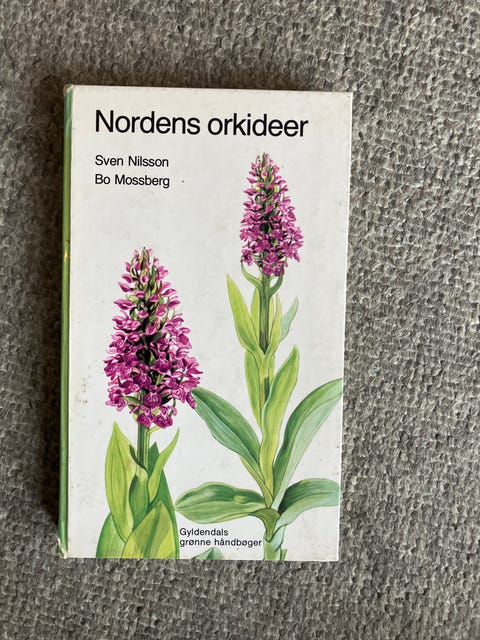 Nordens orkideer
Sven Nilsson
Bo Mossberg
Gyldendals
grønne håndbøger